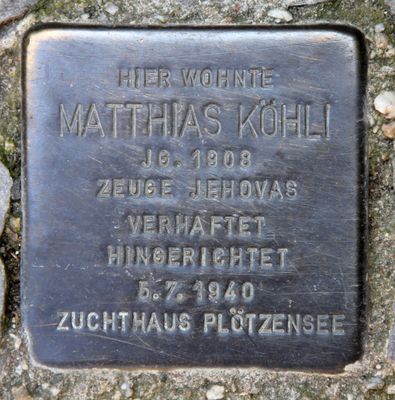 HIER WOHNTE
MATTHIAS KÖHLI
JG. 1908
ZEUGE JEHOVAS
VERHAFTET
HINGERICHTET
5.7.1940
ZUCHTHAUS PLÖTZENSEE